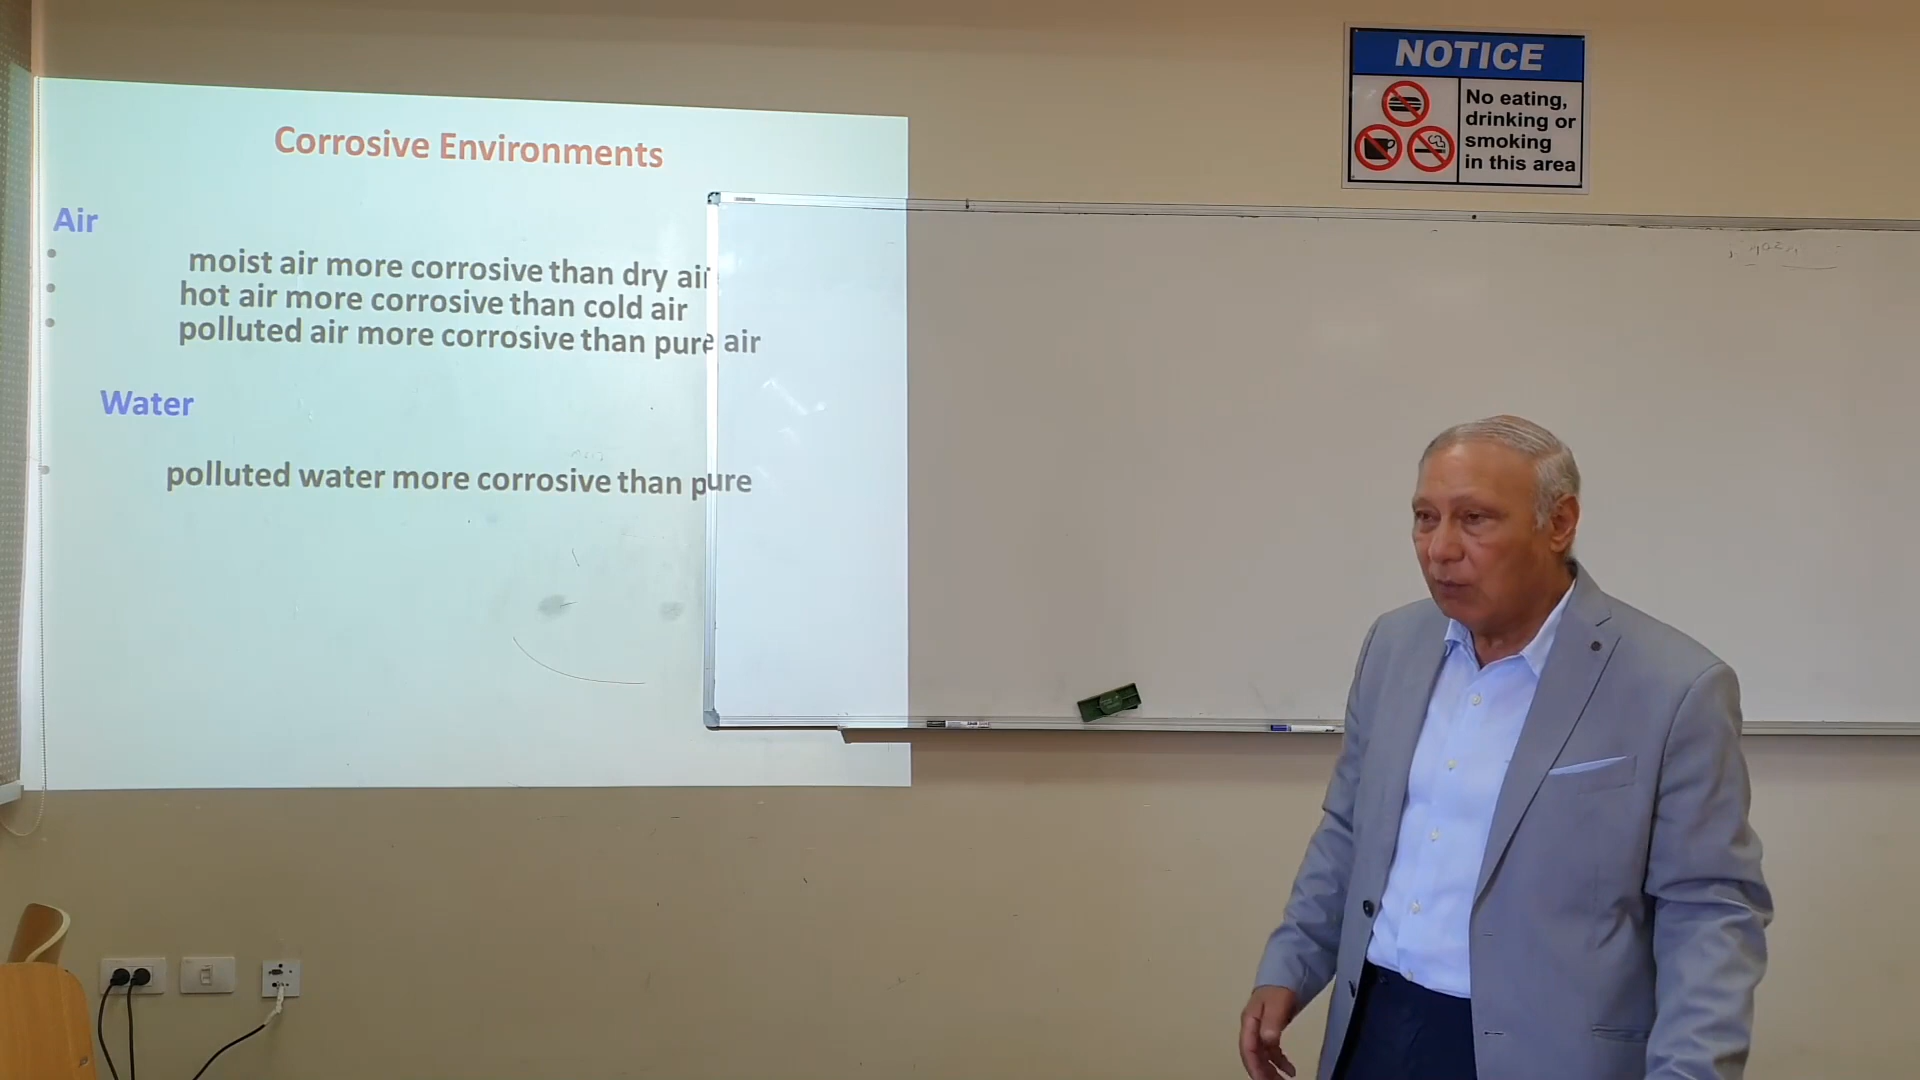 Corrosive Environments
Air
moist air more corrosive than dry air
hot air more corrosive than cold air
polluted air more corrosive than pure air
Water
polluted water more corrosive than pure
NOTICE
No eating,
drinking or
smoking
in this area